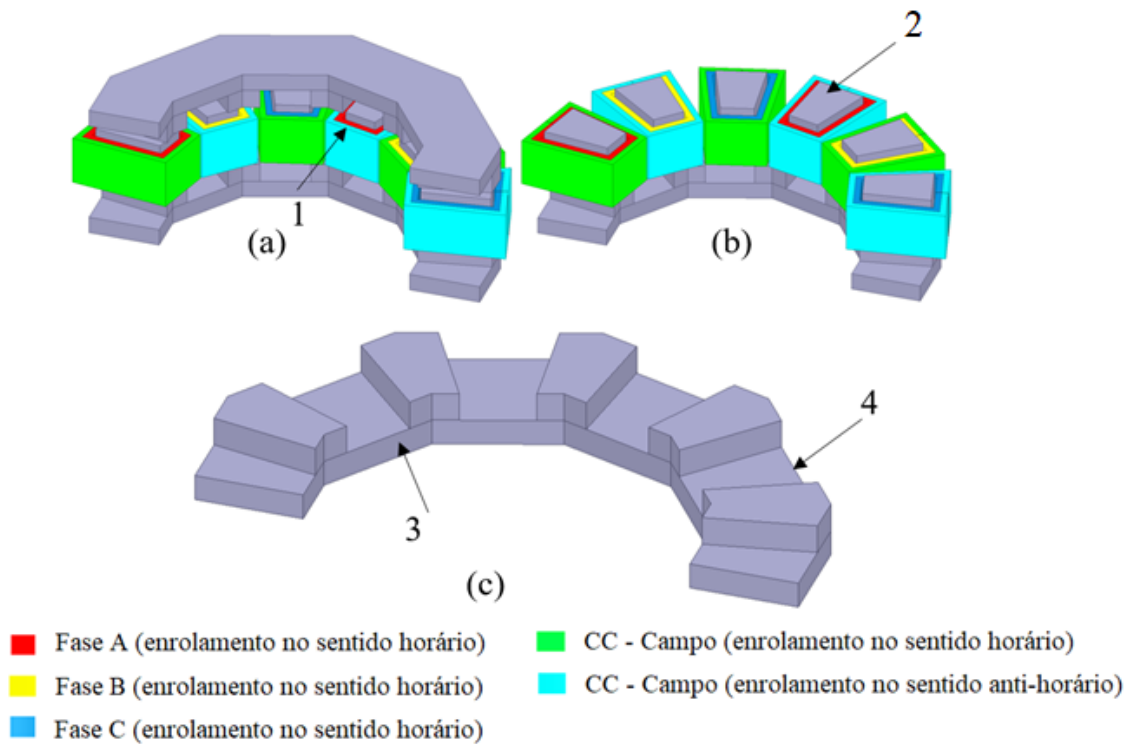 2
1
(a)
(b)
4
3
(c)
Fase A (enrolamento no sentido horário)
CC - Campo (enrolamento no sentido horário)
Fase B (enrolamento no sentido horário)
CC - Campo (enrolamento no sentido anti-horário)
Fase C (enrolamento no sentido horário)